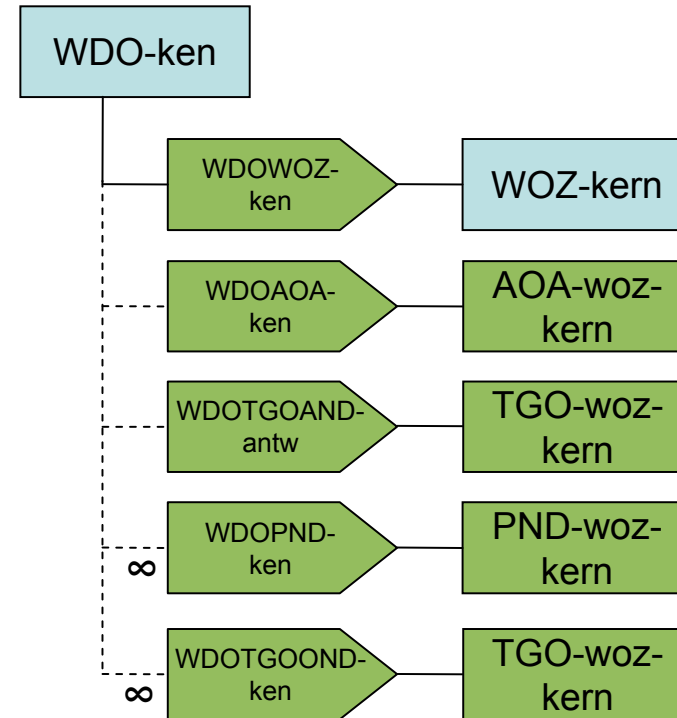 WDO-ken
WDOWOZ-
ken
WOZ-kern
WDOAOA-
ken
AOA-woz-
kern
WDOTGOAND-
antw
TGO-woz-
kern
∞
WDOPND-
ken
PND-woz-
kern
∞
WDOTGOOND-
ken
TGO-woz-
kern